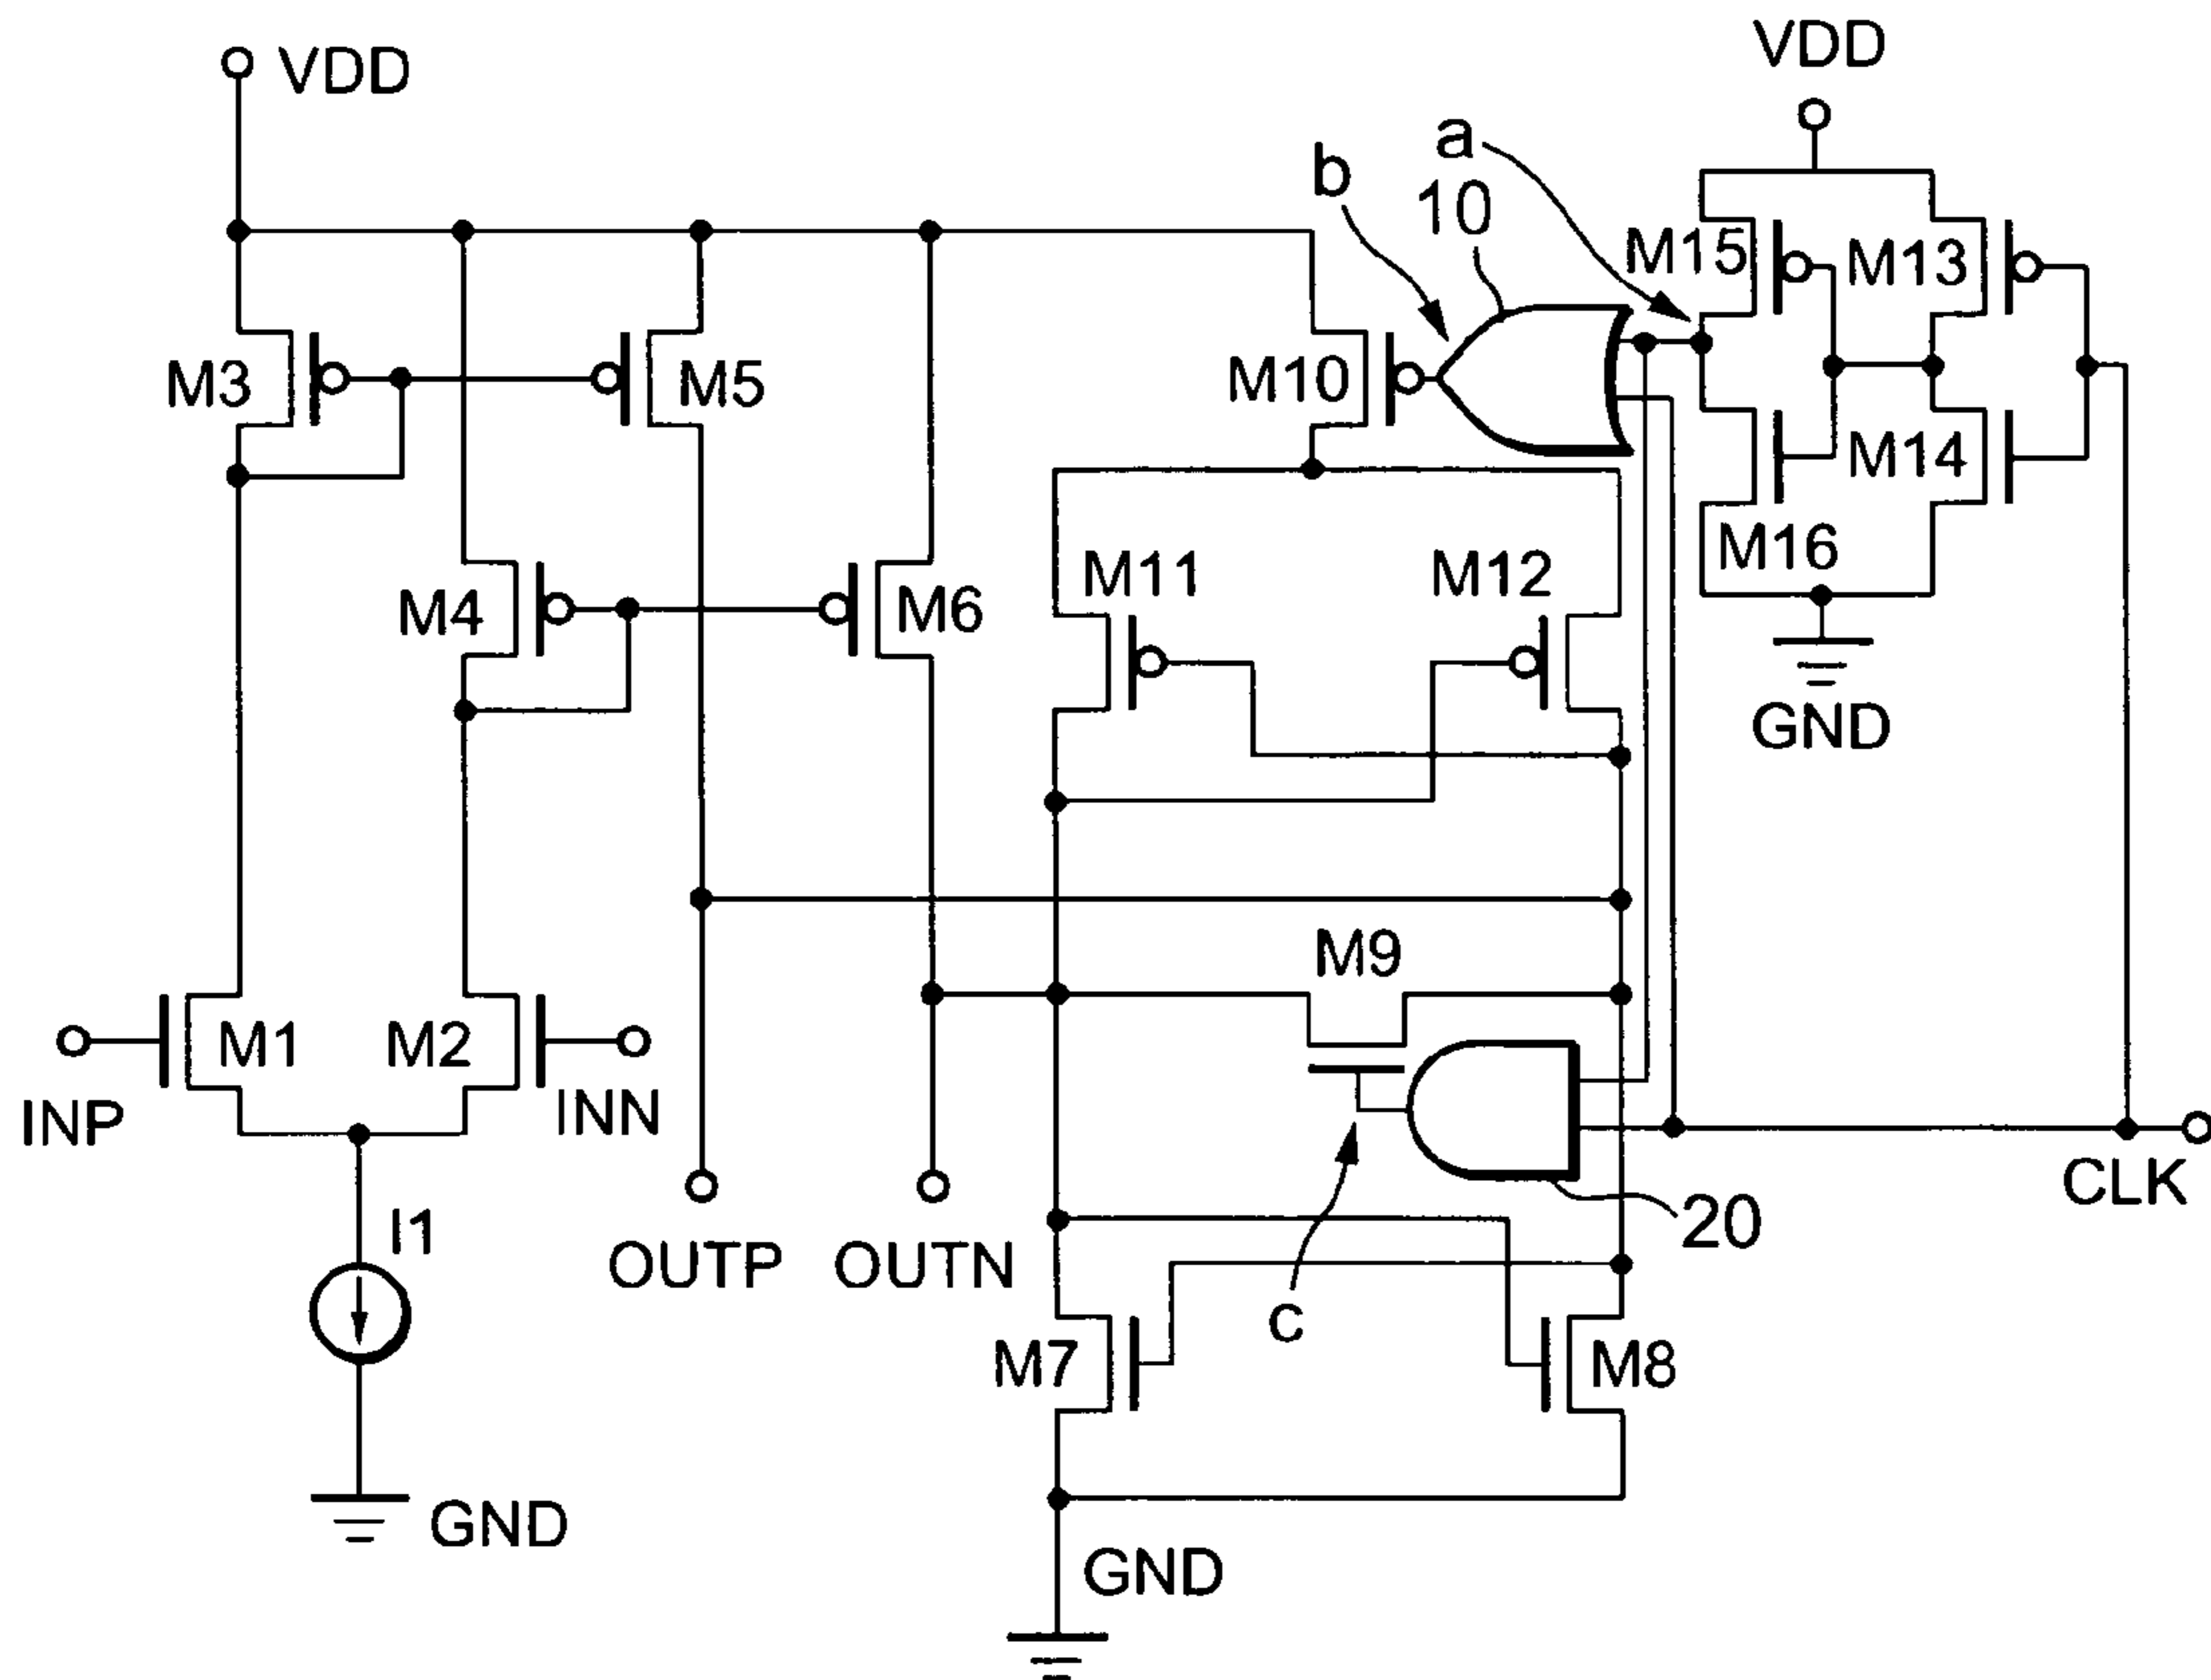 VDD
VDD
a
b
10
M15
M13
M3
M5
M10
M14
M16
M11
M12
M4
M6
GND
M9
M1
M2
INP
INN
CLK
20
I1
OUTP
OUTN
c
M7
M8
GND
GND